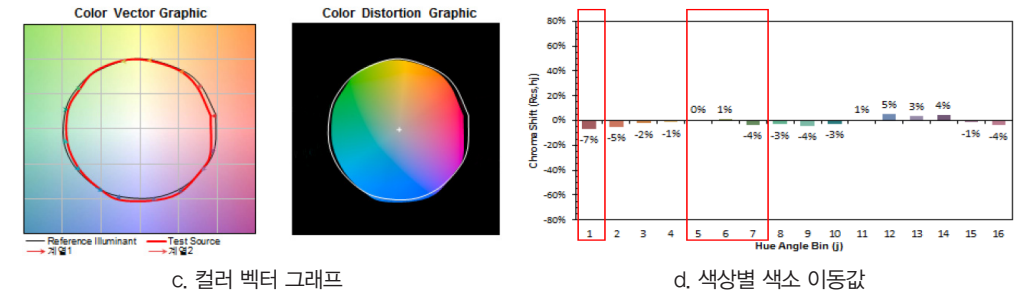 Color Vector Graphic
Reference Illuminant
Test Source
계열1
계열2
Color Distortion Graphic
c. 컬러 벡터 그래프
Chroma Shift (Rcs,hj)
80%
60%
40%
20%
0%
-20%
-40%
-60%
-80%
-7%
-5%
-2%
-1%
0%
1%
-4%
-3%
-4%
-3%
1%
5%
3%
4%
-1%
-4%
1 2 3 4 5 6 7 8 9 10 11 12 13 14 15 16
Hue Angle Bin (j)
d. 색상별 색소 이동값